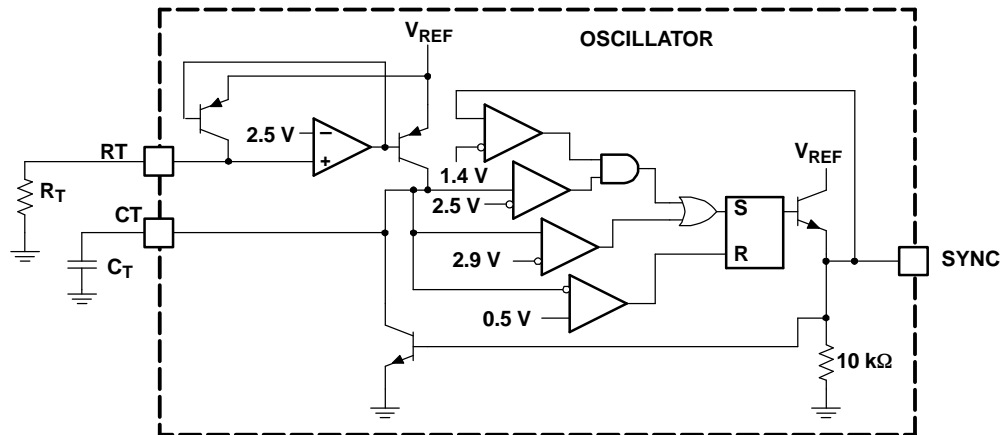 OSCILLATOR
VREF
2.5 V
−
+
RT
RT
CT
CT
1.4 V
2.5 V
2.9 V
0.5 V
S
R
VREF
SYNC
10 kΩ